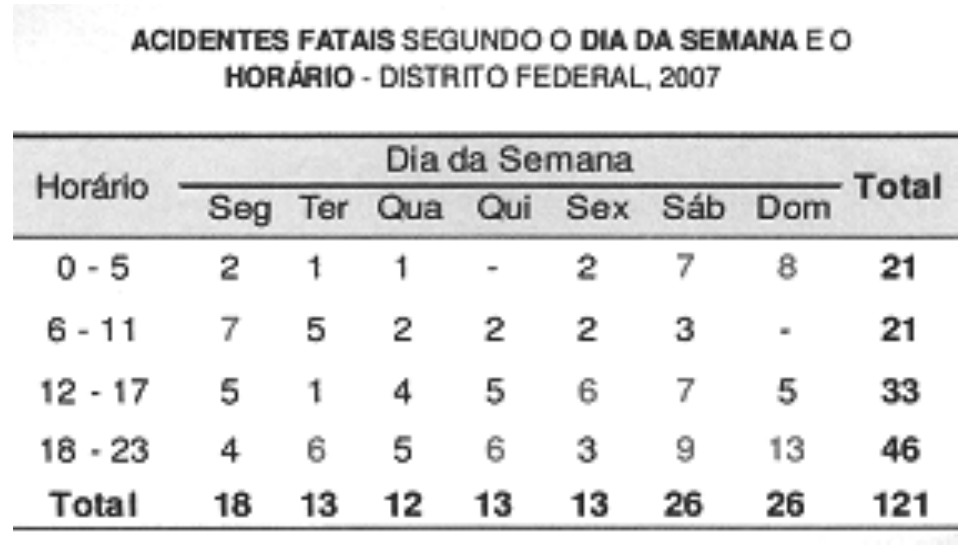 ACIDENTES FATAIS SEGUNDO O DIA DA SEMANA E O
HORÁRIO - DISTRITO FEDERAL, 2007
Horário Dia da Semana Total
Seg Ter Qua Qui Sex Sáb Dom
0 - 5 2 1 1 - 2 7 8 21
6 - 11 7 5 2 2 2 3 - 21
12 - 17 5 1 4 5 6 7 5 33
18 - 23 4 6 5 6 3 9 13 46
Total 18 13 12 13 13 26 26 121